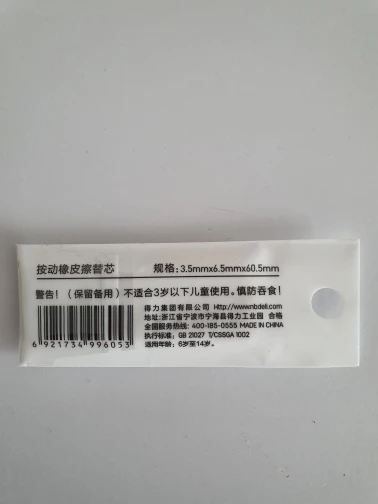 按动橡皮擦替芯 规格:3.5mmx6.5mmx60.5mm
警告!(保留备用)不适合3岁以下儿童使用。慎防吞食!
得力集团有限公司 Http://www.nbdeli.com
地址:浙江省宁波市宁海县得力工业园 合格
全国服务热线: 400-185-0555 MADE IN CHINA
执行标准: GB 21027 T/CSSGA 1002
适用年龄: 6岁至14岁。
6 921734 996053